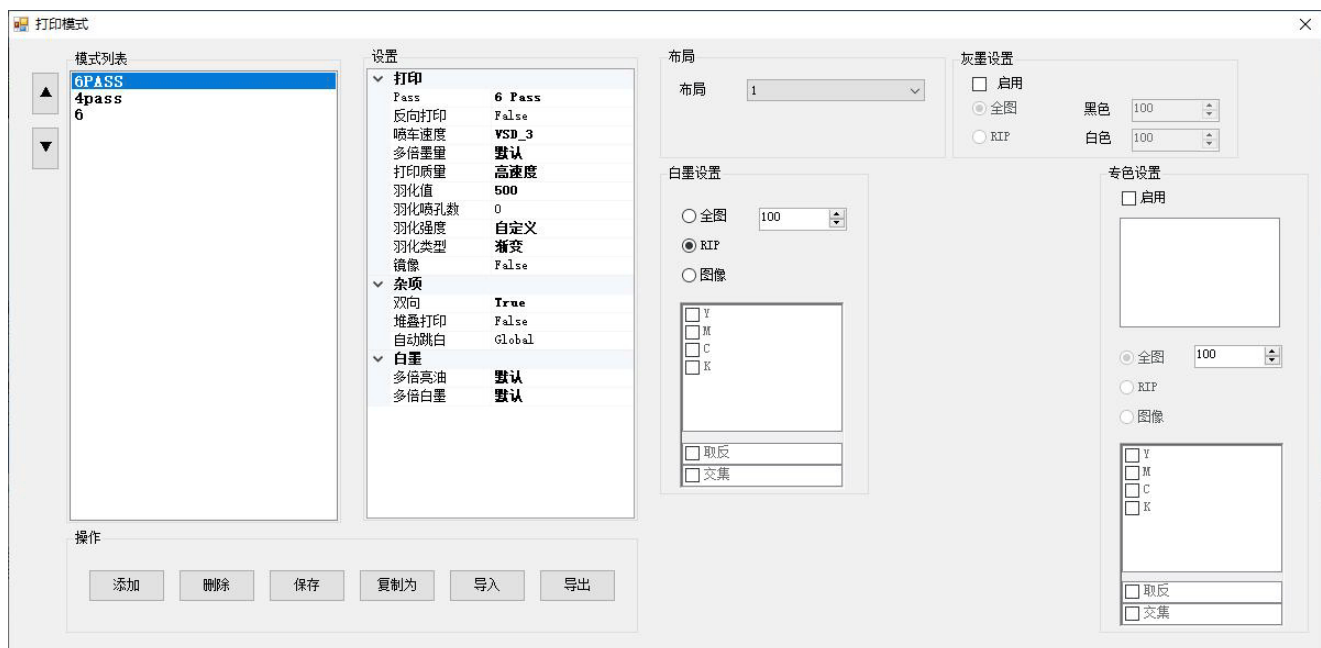 打印模式
模式列表
6PASS
4pass
6
设置
打印
Pass 6 Pass
反向打印 False
喷车速度 VSD_3
多倍墨量 默认
打印质量 高速度
羽化值 500
羽化喷孔数 0
羽化强度 自定义
羽化类型 渐变
镜像 False
杂项
双向 True
堆叠打印 False
自动跳白 Global
白墨
多倍亮油 默认
多倍白墨 默认
操作
添加 删除 保存 复制为 导入 导出
布局
布局 1
灰墨设置
启用
全图 黑色 100
RIP 白色 100
白墨设置
全图 100
RIP
图像
Y
M
C
K
取反
交集
专色设置
启用
全图 100
RIP
图像
Y
M
C
K
取反
交集